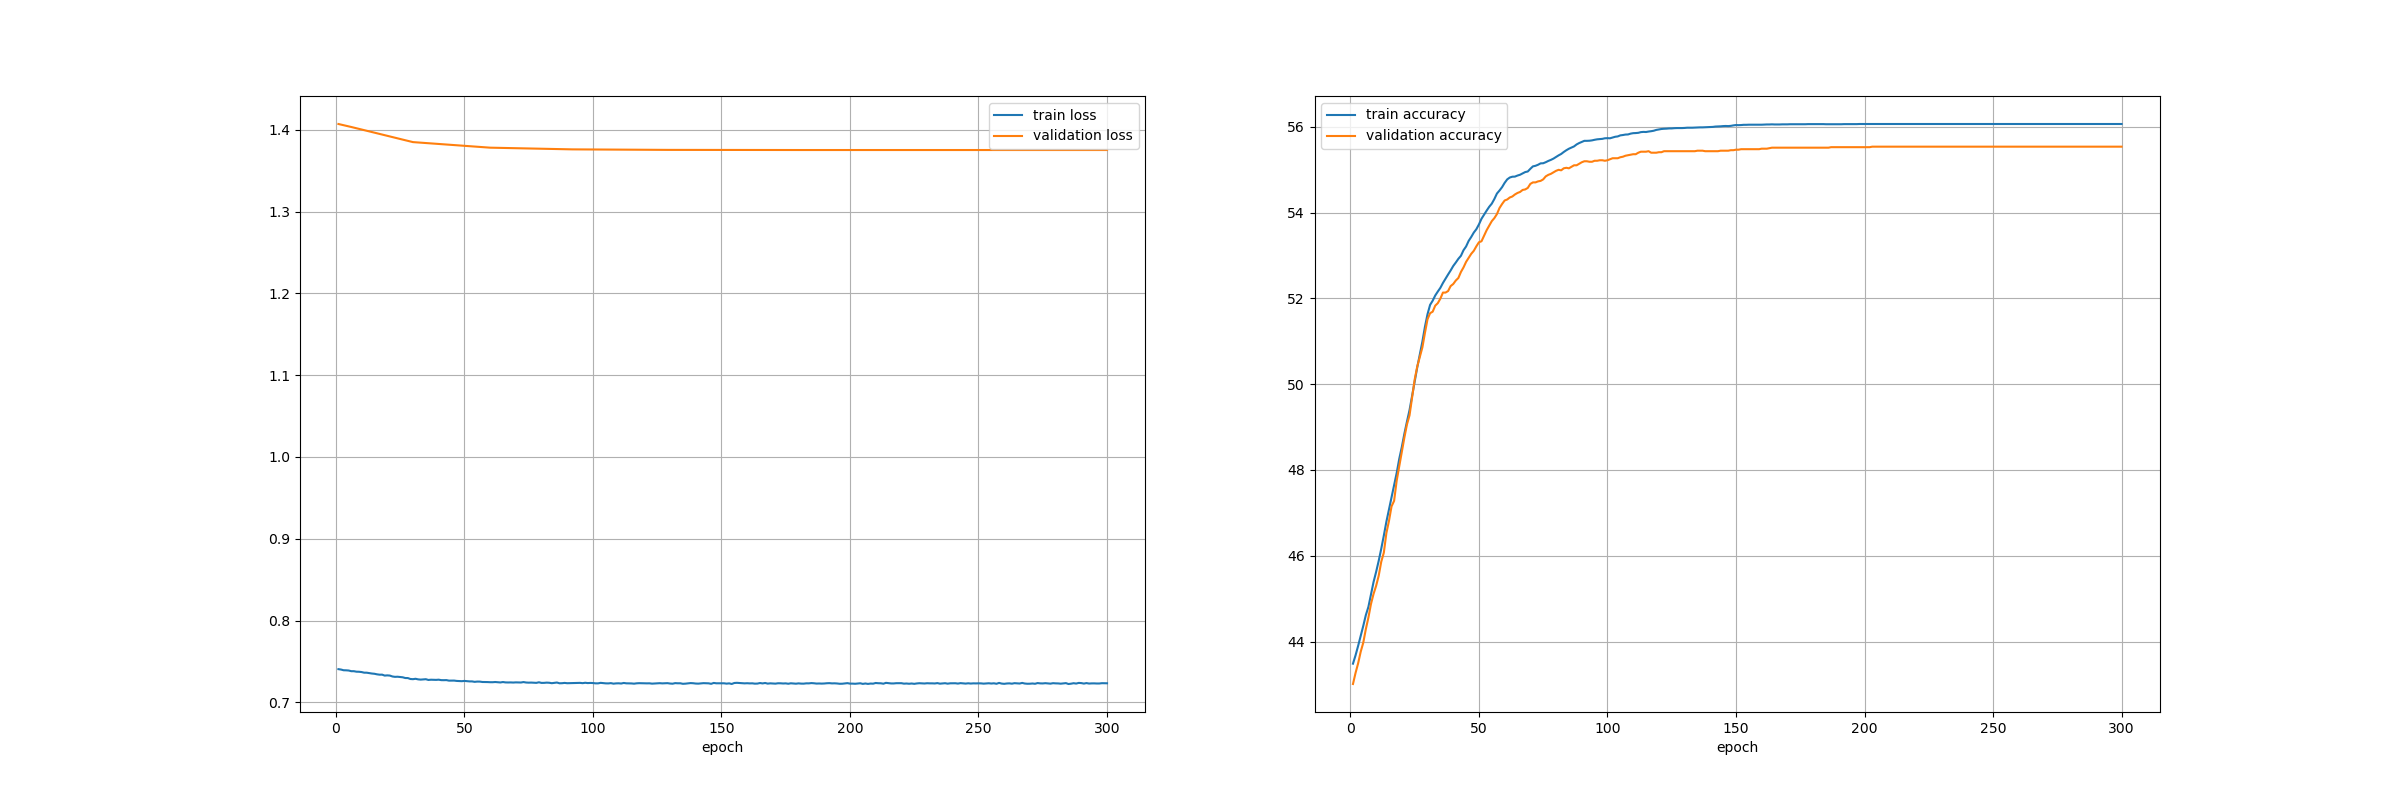 train loss
validation loss
1.4
1.3
1.2
1.1
1.0
0.9
0.8
0.7
0 50 100 150 200 250 300
epoch
train accuracy
validation accuracy
56
54
52
50
48
46
44
0 50 100 150 200 250 300
epoch